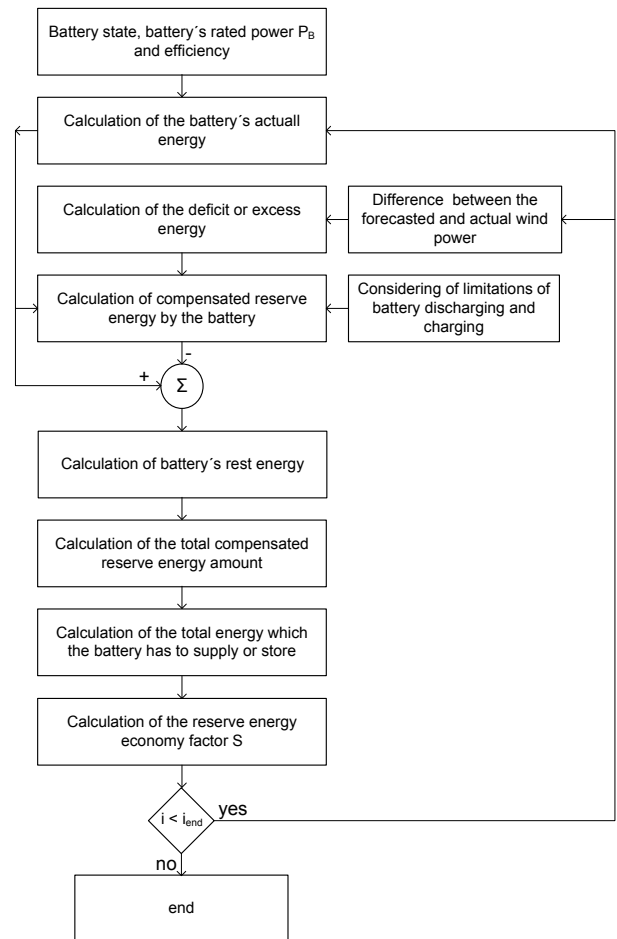 Battery state, battery´s rated power P_B
and efficiency
Calculation of the battery´s actuall
energy
Calculation of the deficit or excess
energy
Difference  between the
forecasted and actual wind
power
Calculation of compensated reserve
energy by the battery
Considering of limitations of
battery discharging and
charging
-
+
Σ
Calculation of battery´s rest energy
Calculation of the total compensated
reserve energy amount
Calculation of the total energy which
the battery has to supply or store
Calculation of the reserve energy
economy factor S
i < i_end
yes
no
end